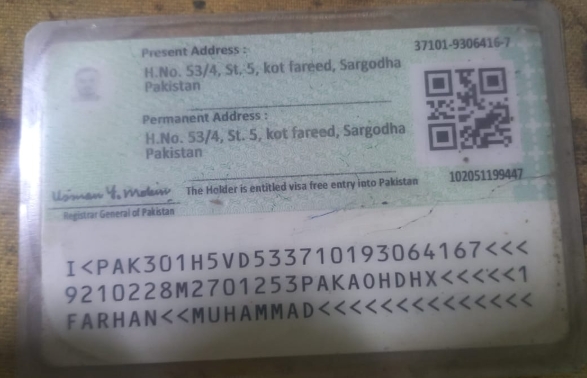 Present Address :
37101-9306416-7
H.No. 53/4, St. 5, kot fareed, Sargodha
Pakistan
Permanent Address :
H.No. 53/4, St. 5, kot fareed, Sargodha
Pakistan
Usman Y. Mobin
The Holder is entitled visa free entry into Pakistan
102051199447
Registrar General of Pakistan
I<PAK301H5VD533710193064167<<<
9210228M2701253PAKAOHDHX<<<<<1
FARHAN<<MUHAMMAD<<<<<<<<<<<<<<